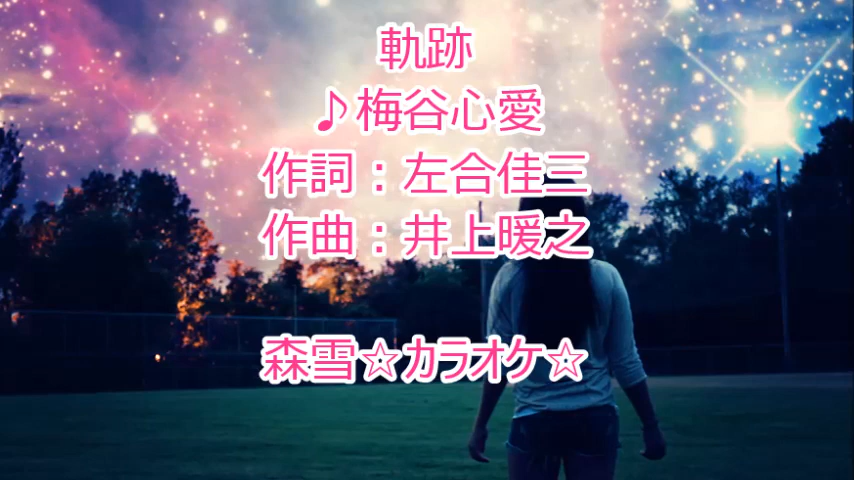 軌跡
♪梅谷心愛
作詞：左合佳三
作曲：井上暖之
森雪☆カラオケ☆